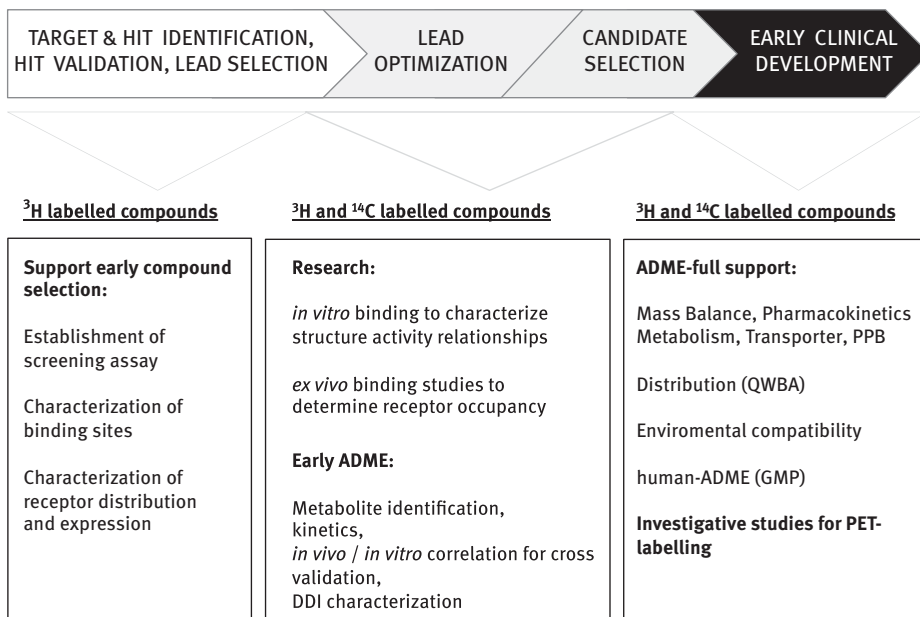 TARGET & HIT IDENTIFICATION,
HIT VALIDATION, LEAD SELECTION
LEAD
OPTIMIZATION
CANDIDATE
SELECTION
EARLY CLINICAL
DEVELOPMENT
³H labelled compounds
Support early compound
selection:
Establishment of
screening assay
Characterization of
binding sites
Characterization of
receptor distribution
and expression
³H and ¹⁴C labelled compounds
Research:
in vitro binding to characterize
structure activity relationships
ex vivo binding studies to
determine receptor occupancy
Early ADME:
Metabolite identification,
kinetics,
in vivo / in vitro correlation for cross
validation,
DDI characterization
³H and ¹⁴C labelled compounds
ADME-full support:
Mass Balance, Pharmacokinetics
Metabolism, Transporter, PPB
Distribution (QWBA)
Enviromental compatibility
human-ADME (GMP)
Investigative studies for PET-
labelling